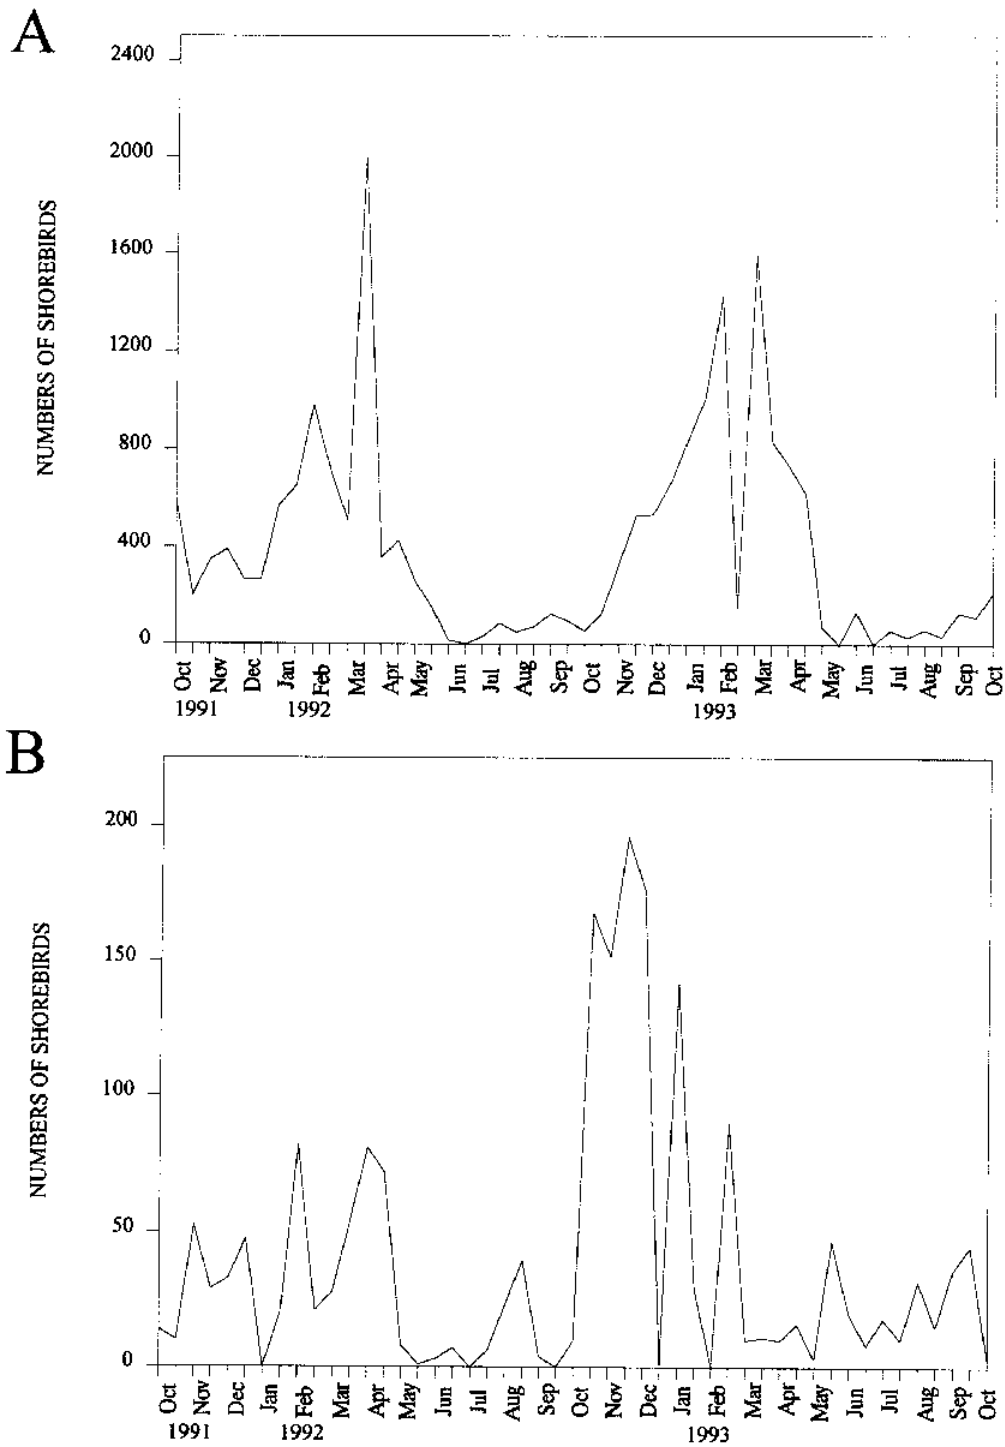 A
2400
2000
1600
1200
800
400
0
NUMBERS OF SHOREBIRDS
Oct Nov Dec Jan Feb Mar Apr May Jun Jul Aug Sep Oct Nov Dec Jan Feb Mar Apr May Jun Jul Aug Sep Oct
1991 1992 1993
B
200
150
100
50
0
NUMBERS OF SHOREBIRDS
Oct Nov Dec Jan Feb Mar Apr May Jun Jul Aug Sep Oct Nov Dec Jan Feb Mar Apr May Jun Jul Aug Sep Oct
1991 1992 1993